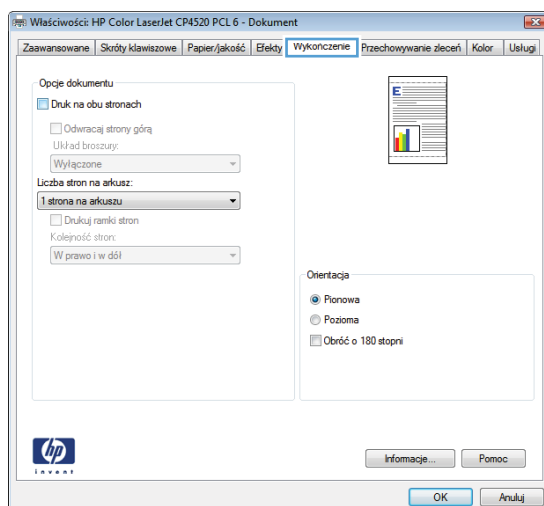 Właściwości: HP Color LaserJet CP4520 PCL 6 - Dokument
Zaawansowane Skróty klawiszowe Papier/jakość Efekty Wykończenie Przechowywanie zleceń Kolor Usługi
Opcje dokumentu
Druk na obu stronach
Odwracaj strony górą
Układ broszury:
Wyłączone
Liczba stron na arkusz:
1 strona na arkuszu
Drukuj ramki stron
Kolejność stron:
W prawo i w dół
E
Orientacja
Pionowa
Pozioma
Obróć o 180 stopni
hp
invent
Informacje...
Pomoc
OK
Anuluj